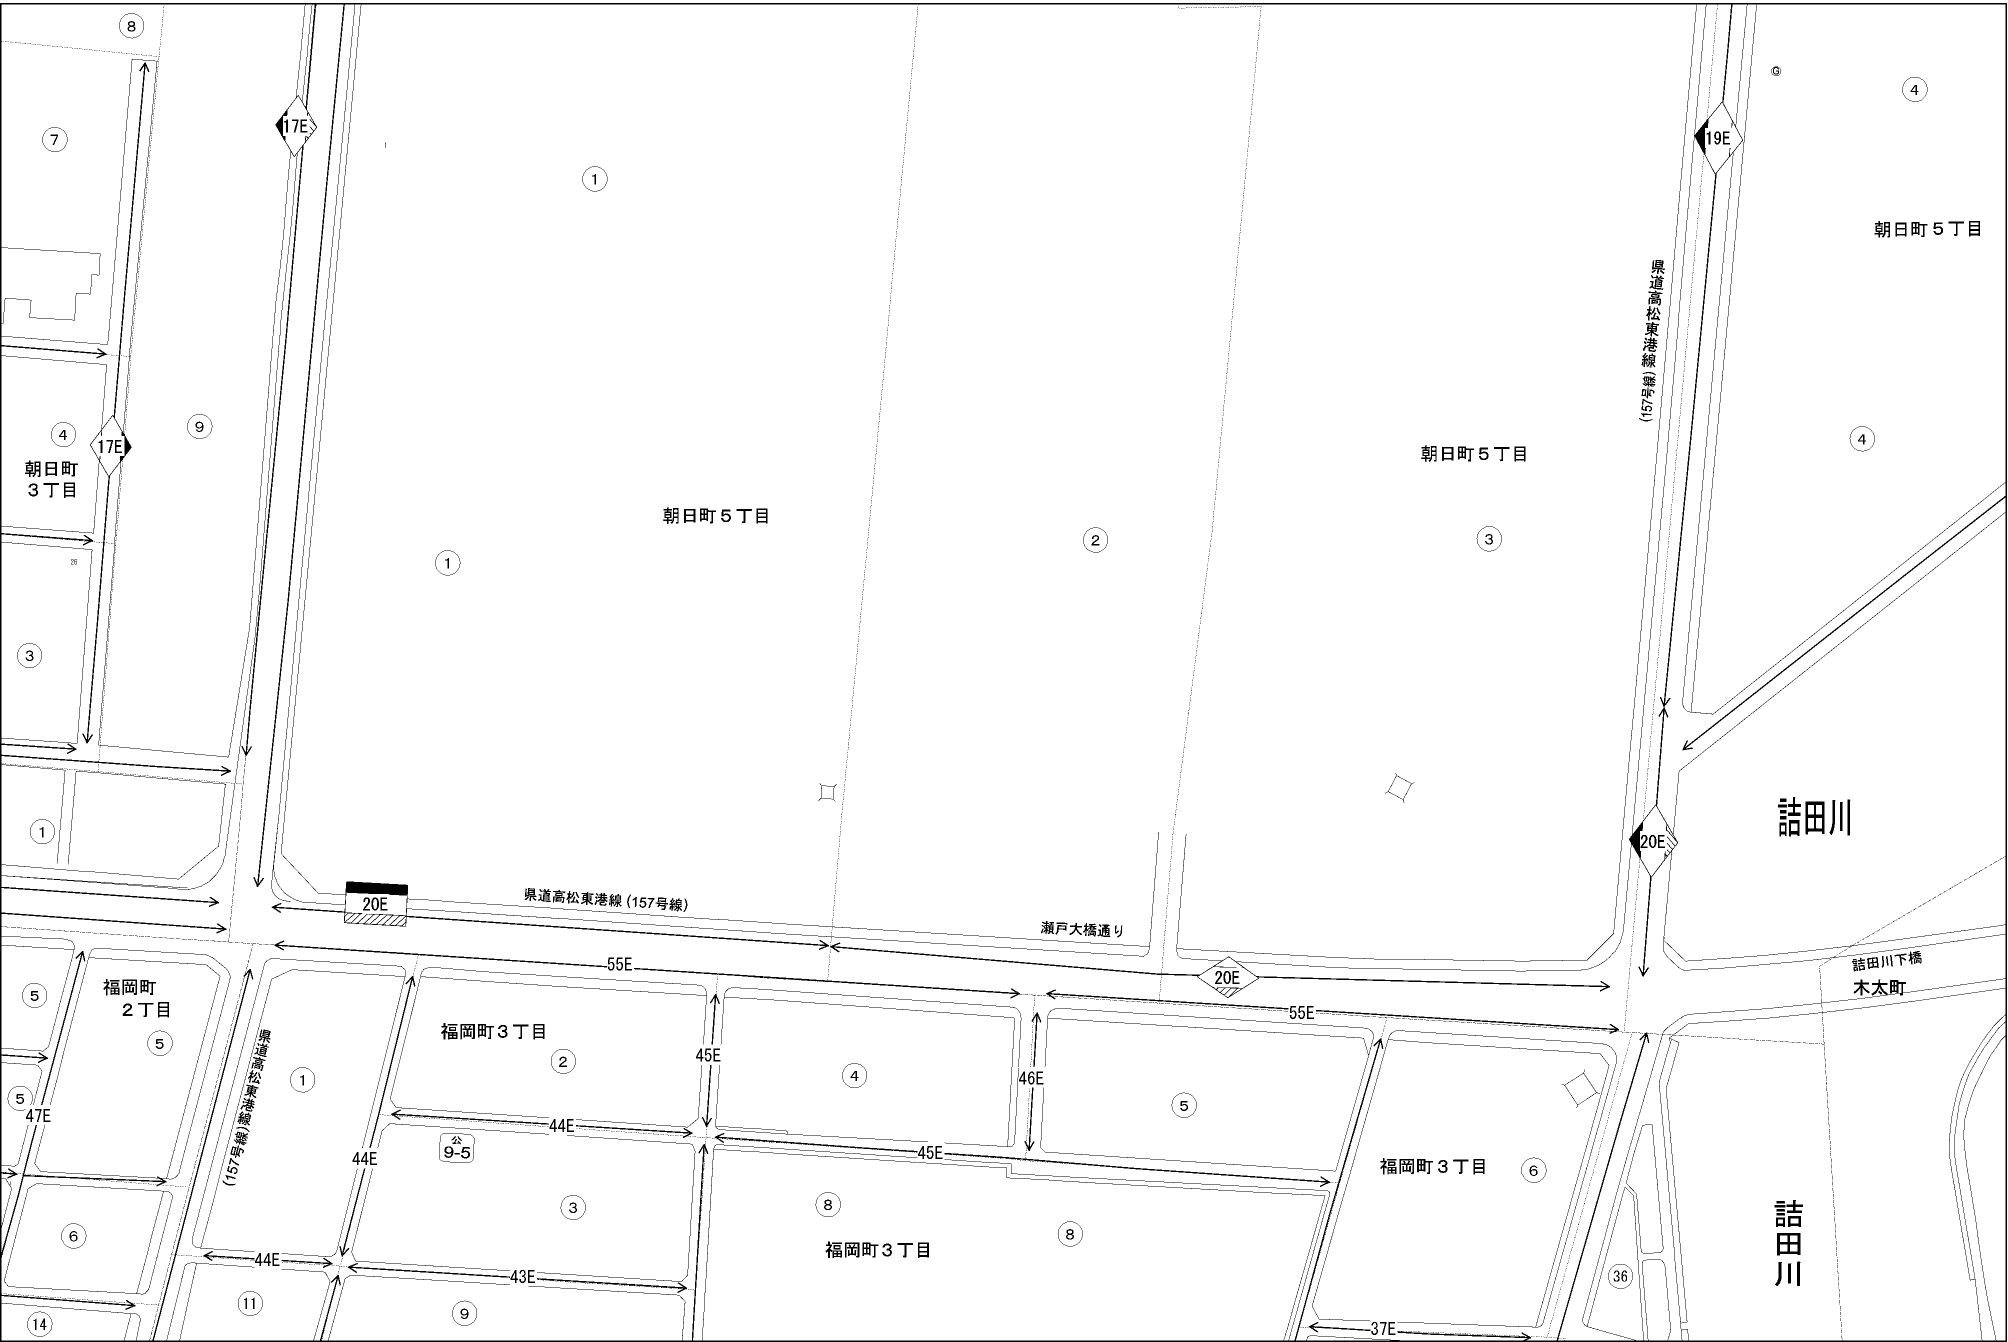 8
17E
G
4
7
19E
1
朝日町５丁目
県道高松東港線
(157号線)
9
4
17E
朝日町
３丁目
4
朝日町５丁目
朝日町５丁目
2
3
1
26
3
1
詰田川
20E
20E
県道高松東港線(157号線)
瀬戸大橋通り
詰田川下橋
木太町
55E
20E
55E
5
福岡町
２丁目
5
福岡町３丁目
県道高松東港線
(157号線)
1
2
45E
4
46E
5
5
47E
44E
公
9-5
44E
45E
福岡町３丁目
6
6
3
8
8
福岡町３丁目
詰田川
44E
43E
36
14
11
9
37E